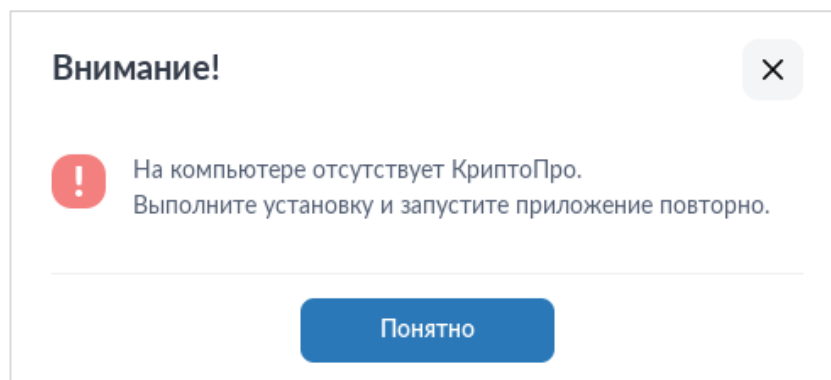 Внимание!
На компьютере отсутствует КриптоПро.
Выполните установку и запустите приложение повторно.
Понятно